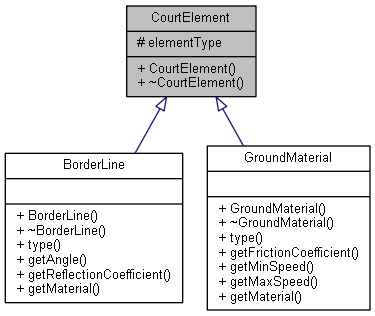 CourtElement
# elementType
+ CourtElement()
+ ~CourtElement()
BorderLine
+ BorderLine()
+ ~BorderLine()
+ type()
+ getAngle()
+ getReflectionCoefficient()
+ getMaterial()
GroundMaterial
+ GroundMaterial()
+ ~GroundMaterial()
+ type()
+ getFrictionCoefficient()
+ getMinSpeed()
+ getMaxSpeed()
+ getMaterial()